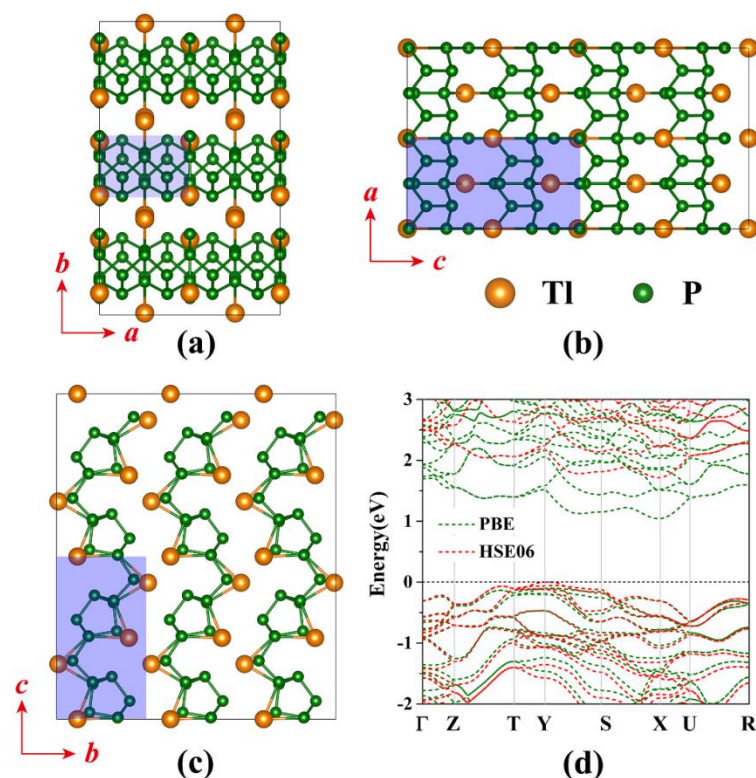 b
a
(a)
a
c
Tl
P
(b)
c
b
(c)
Energy(eV)
3
2
1
0
-1
-2
PBE
HSE06
Γ Z T Y S X U R
(d)